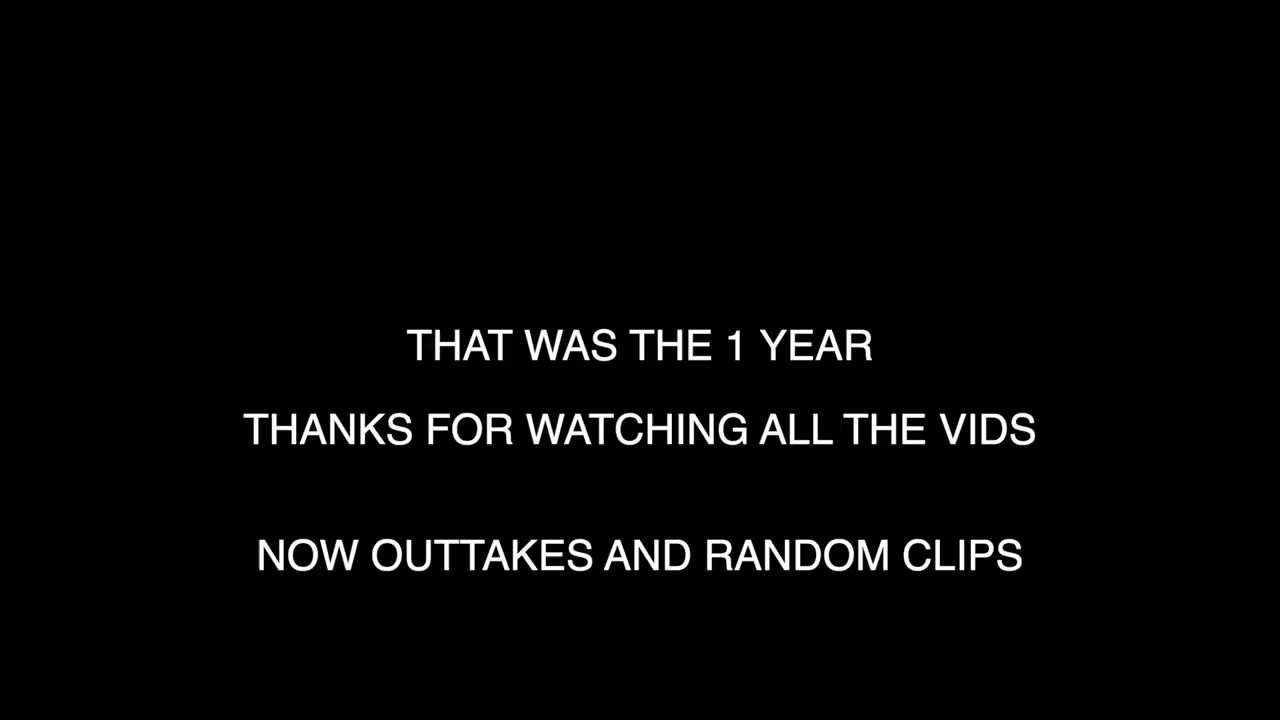 THAT WAS THE 1 YEAR
THANKS FOR WATCHING ALL THE VIDS
NOW OUTTAKES AND RANDOM CLIPS